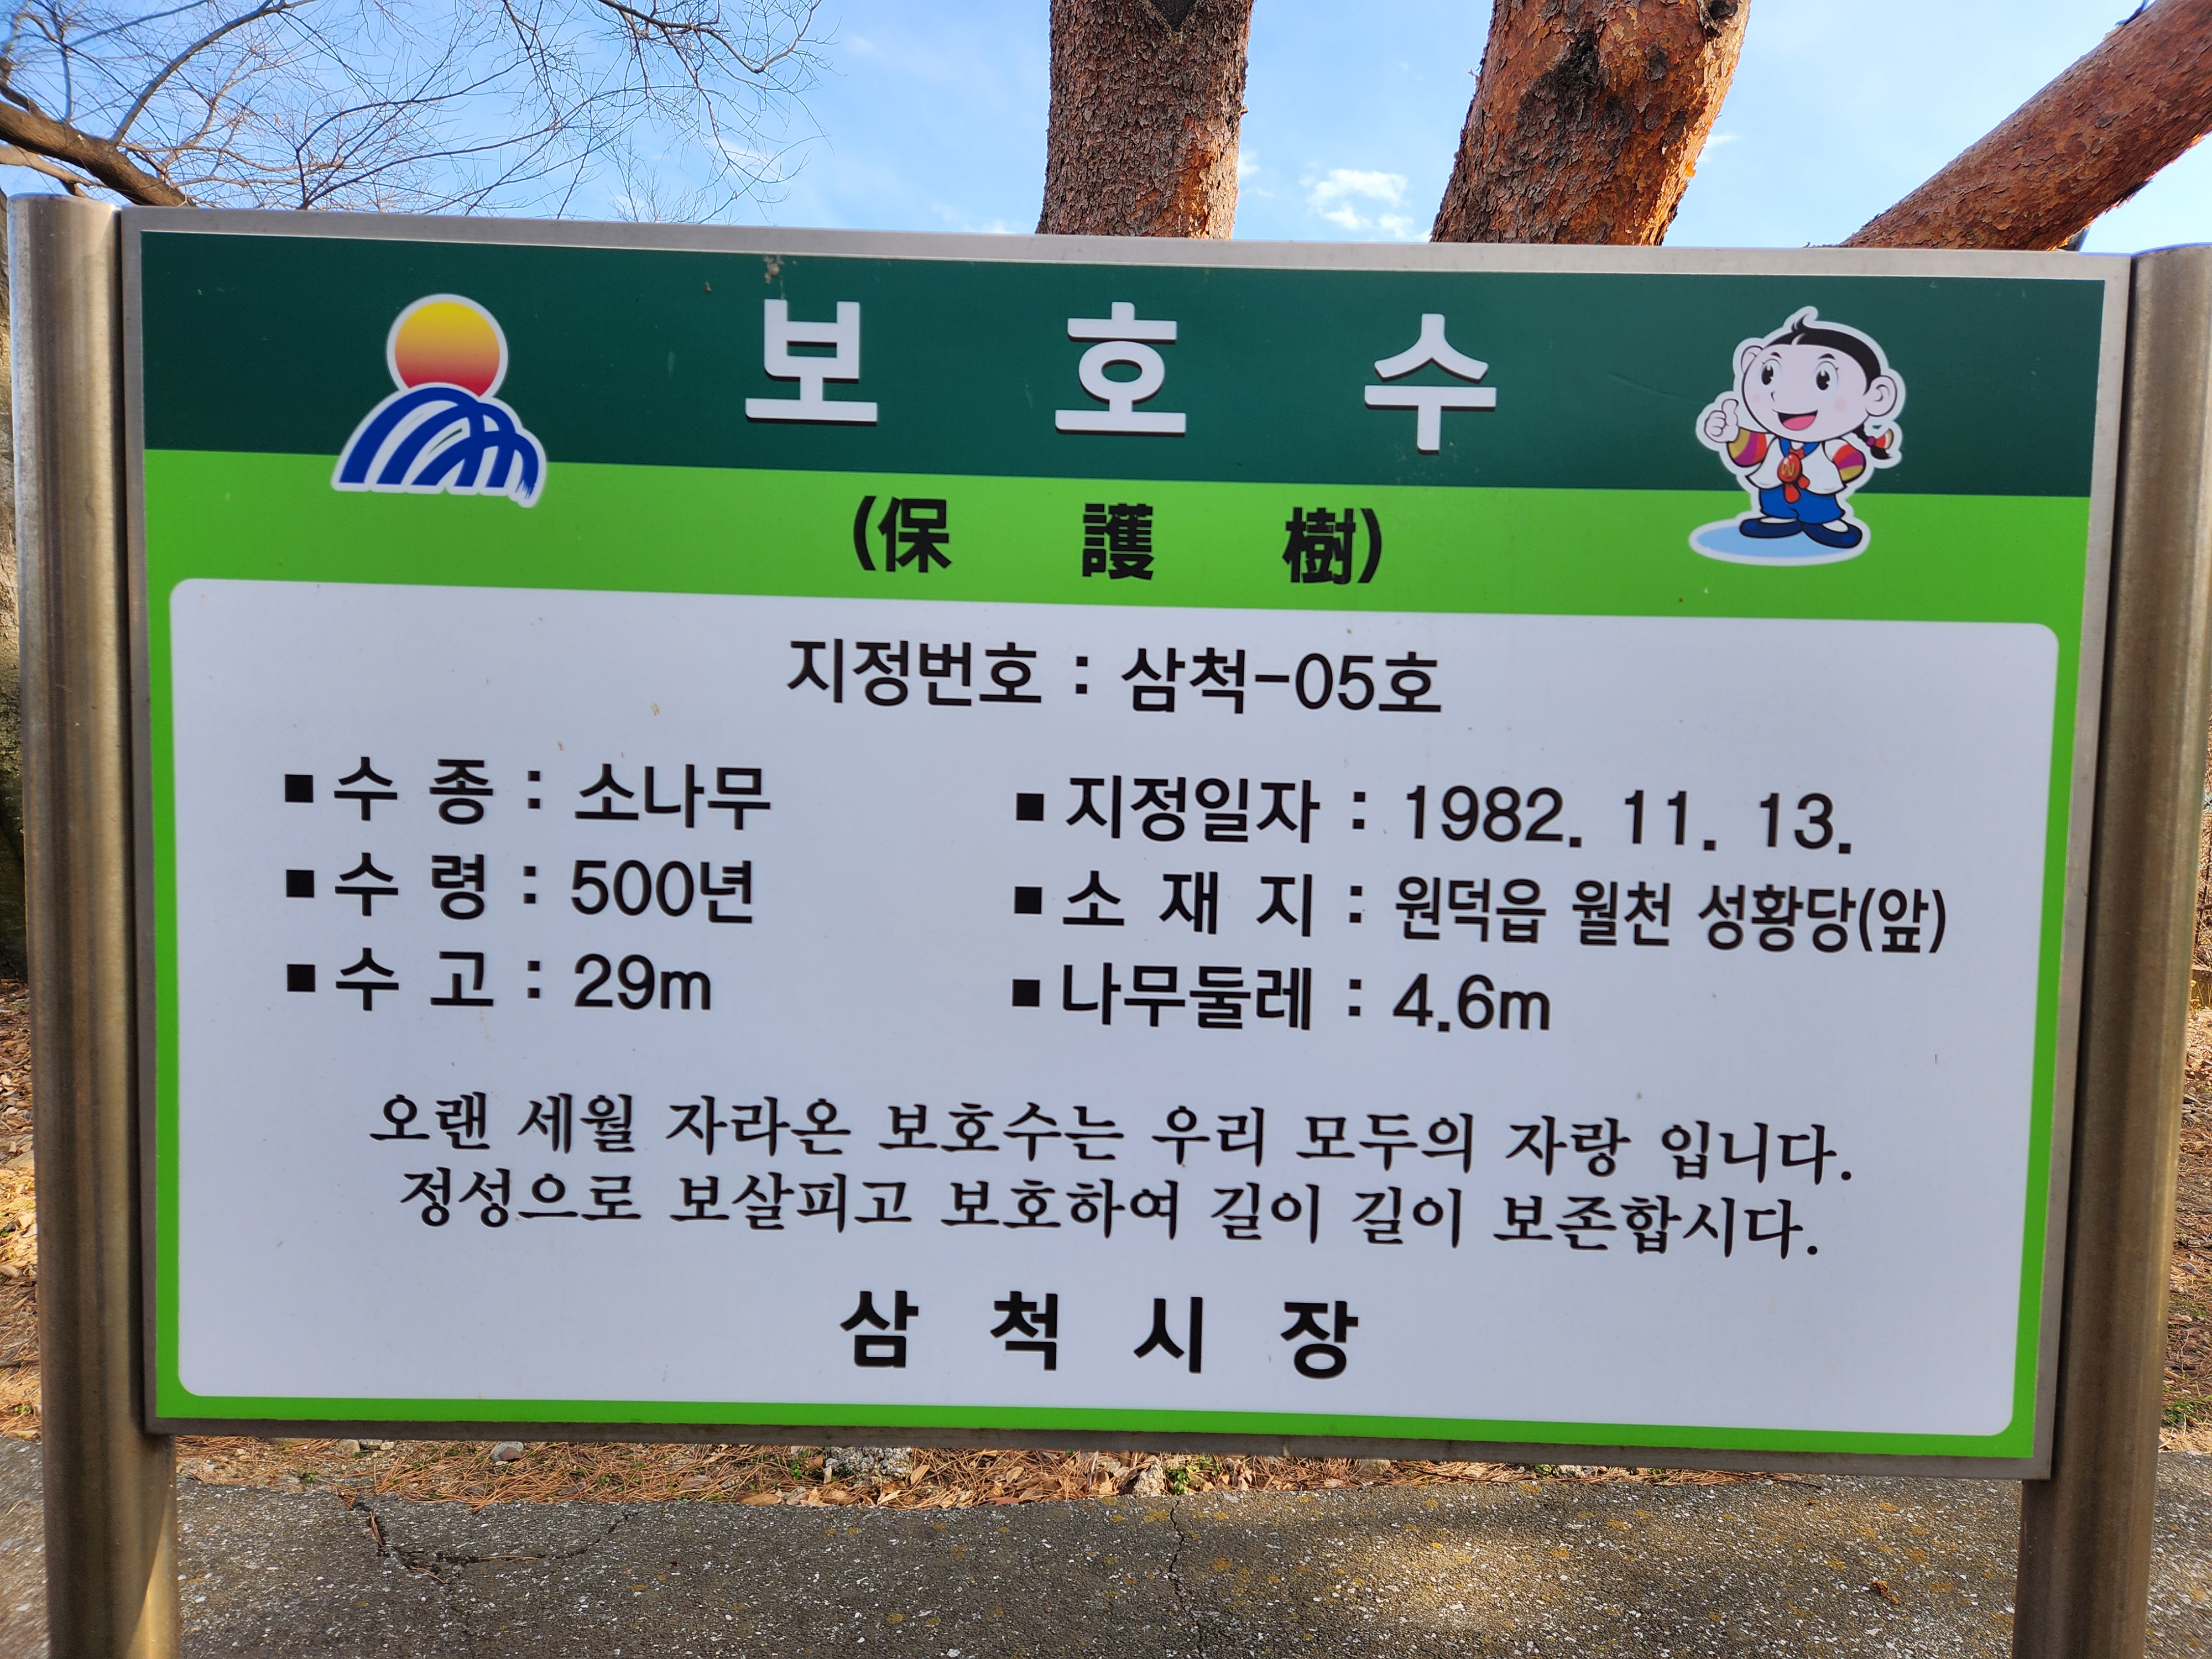 보 호 수
(保 護 樹)
지정번호 : 삼척-05호
▪ 수 종 : 소나무
▪ 지정일자 : 1982. 11. 13.
▪ 수 령 : 500년
▪ 소 재 지 : 원덕읍 월천 성황당(앞)
▪ 수 고 : 29m
▪ 나무둘레 : 4.6m
오랜 세월 자라온 보호수는 우리 모두의 자랑 입니다.
정성으로 보살피고 보호하여 길이 길이 보존합시다.
삼 척 시 장